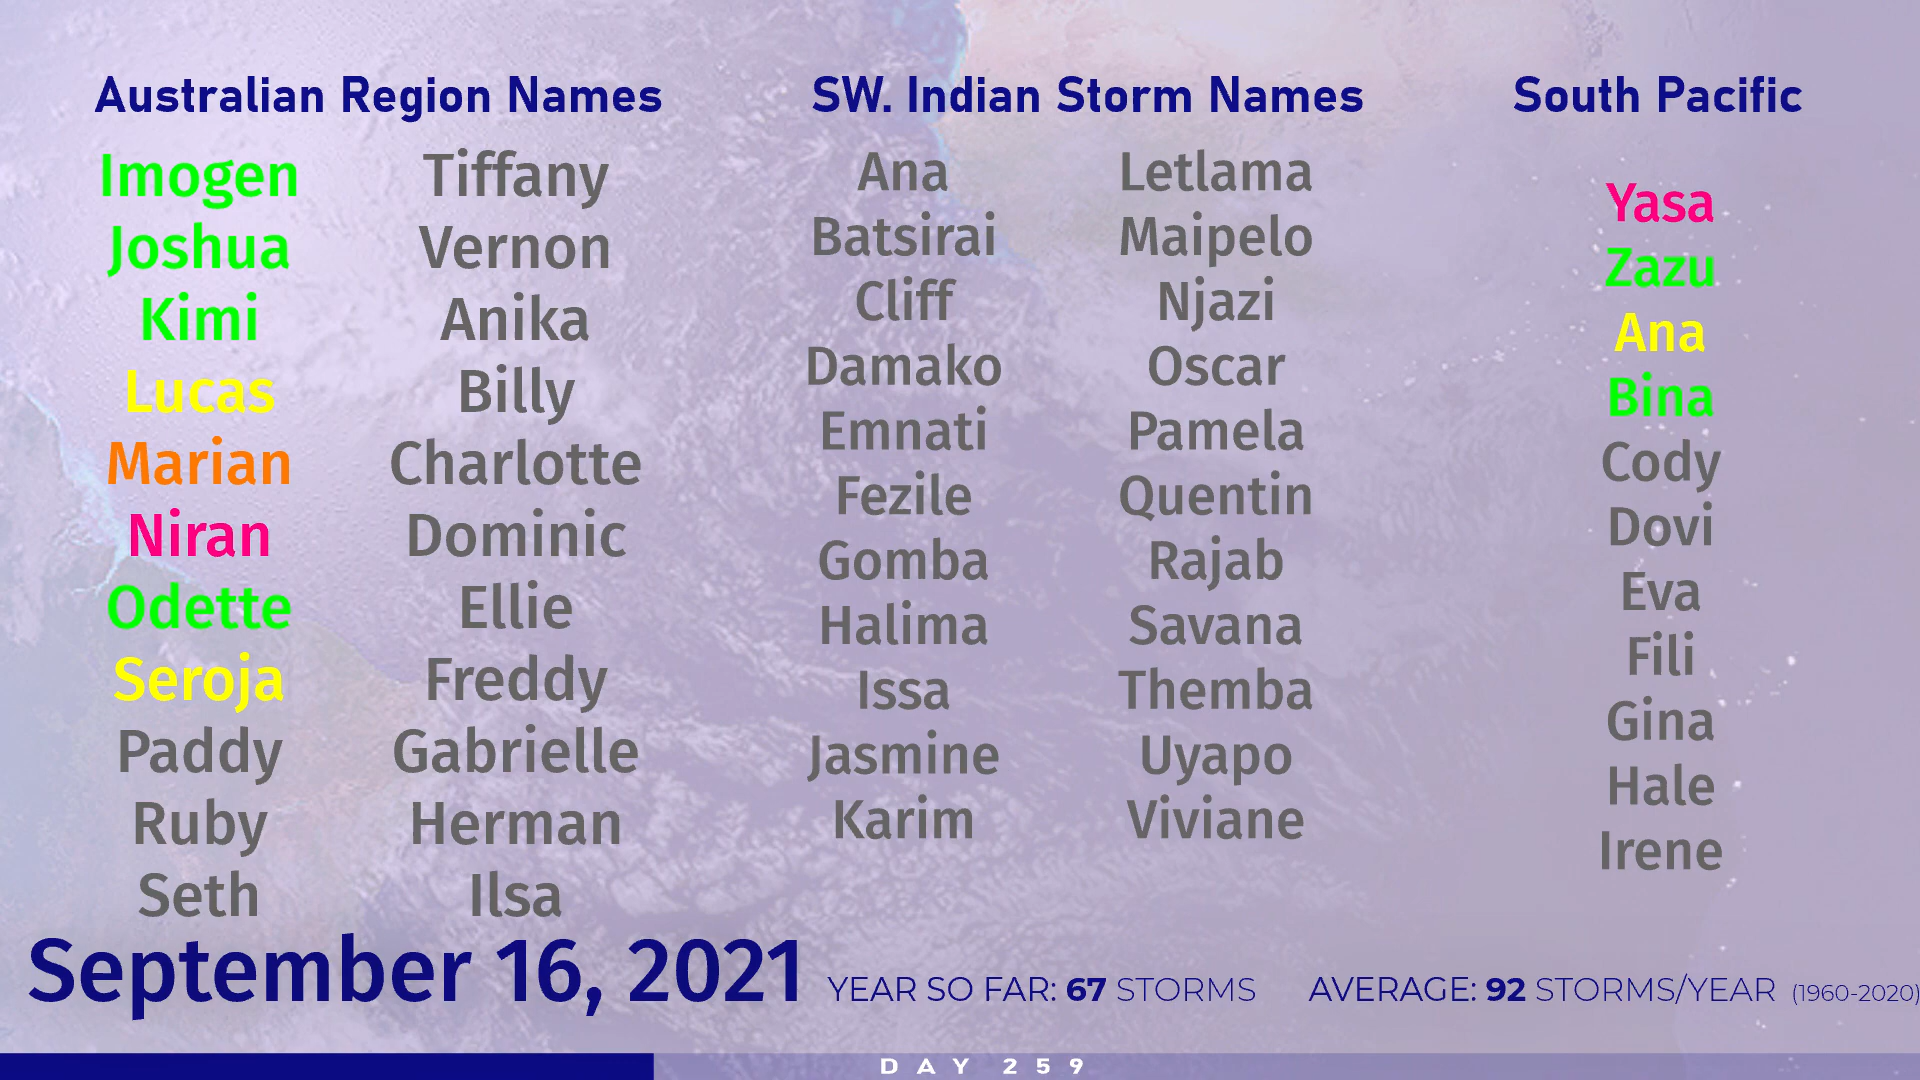 Australian Region Names
Imogen
Joshua
Kimi
Lucas
Marian
Niran
Odette
Seroja
Paddy
Ruby
Seth
Tiffany
Vernon
Anika
Billy
Charlotte
Dominic
Ellie
Freddy
Gabrielle
Herman
Ilsa
SW. Indian Storm Names
Ana
Batsirai
Cliff
Damako
Emnati
Fezile
Gomba
Halima
Issa
Jasmine
Karim
Letlama
Maipelo
Njazi
Oscar
Pamela
Quentin
Rajab
Savana
Themba
Uyapo
Viviane
South Pacific
Yasa
Zazu
Ana
Bina
Cody
Dovi
Eva
Fili
Gina
Hale
Irene
September 16, 2021
YEAR SO FAR: 67 STORMS
AVERAGE: 92 STORMS/YEAR (1960-2020)
DAY 259